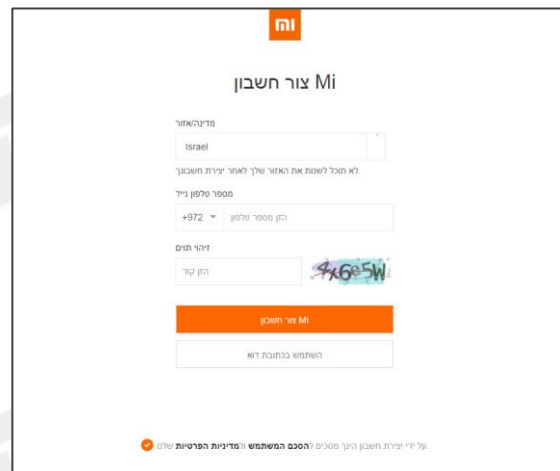 mi
צור חשבון Mi
מדינה/אזור
Israel
לא תוכל לשנות את האזור שלך לאחר יצירת חשבונך.
מספר טלפון נייד
+972 הזן מספר טלפון
זיהוי תווים
הזן קוד
צור חשבון Mi
השתמש בכתובת דוא
על ידי יצירת חשבון הינך מסכים להסכם המשתמש ולמדיניות הפרטיות שלנו.